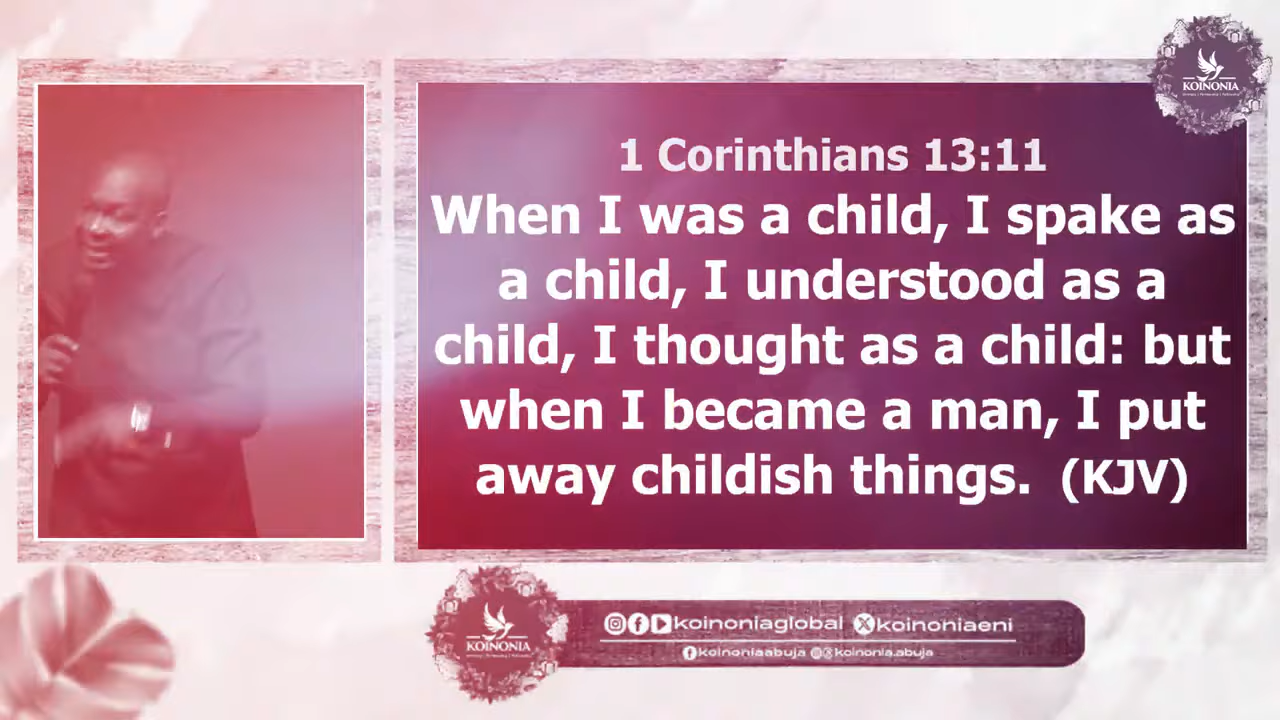 KOINONIA
1 Corinthians 13:11
When I was a child, I spake as
a child, I understood as a
child, I thought as a child: but
when I became a man, I put
away childish things. (KJV)
KOINONIA
koinoniaglobal koinoniaeni
koinoniaabuja koinonia.abuja